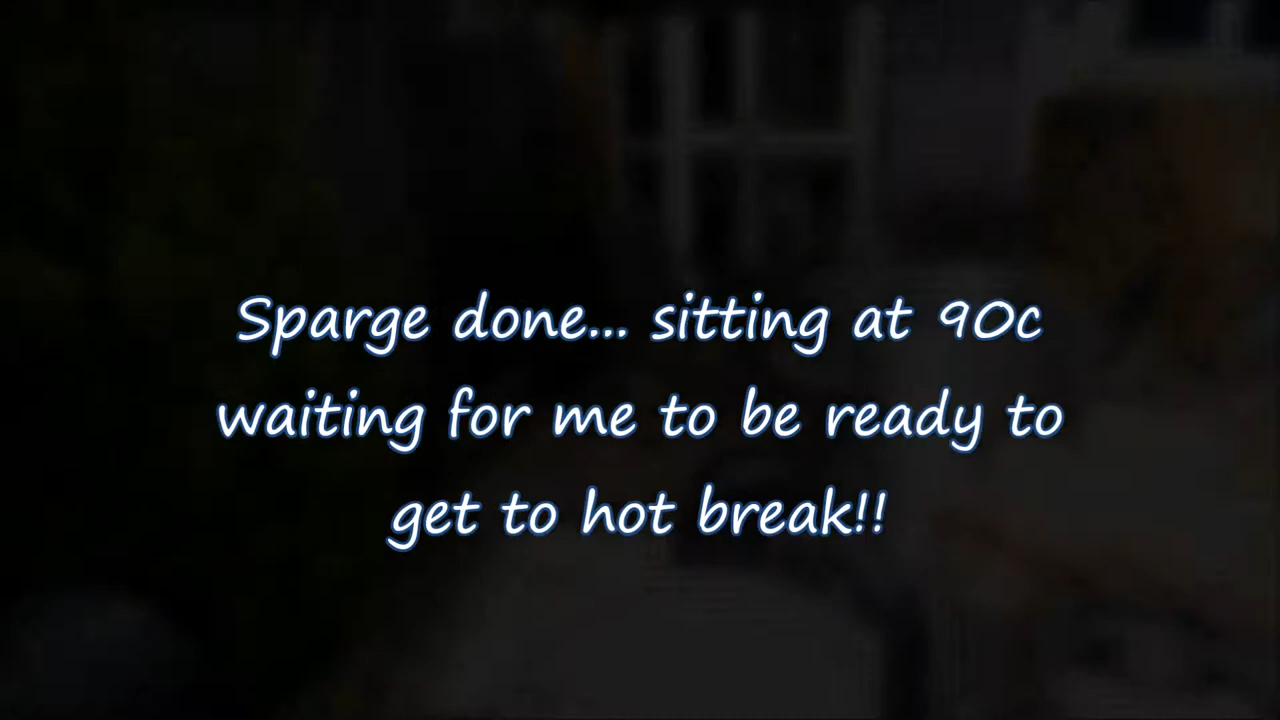 Sparge done... sitting at 90c
waiting for me to be ready to
get to hot break!!